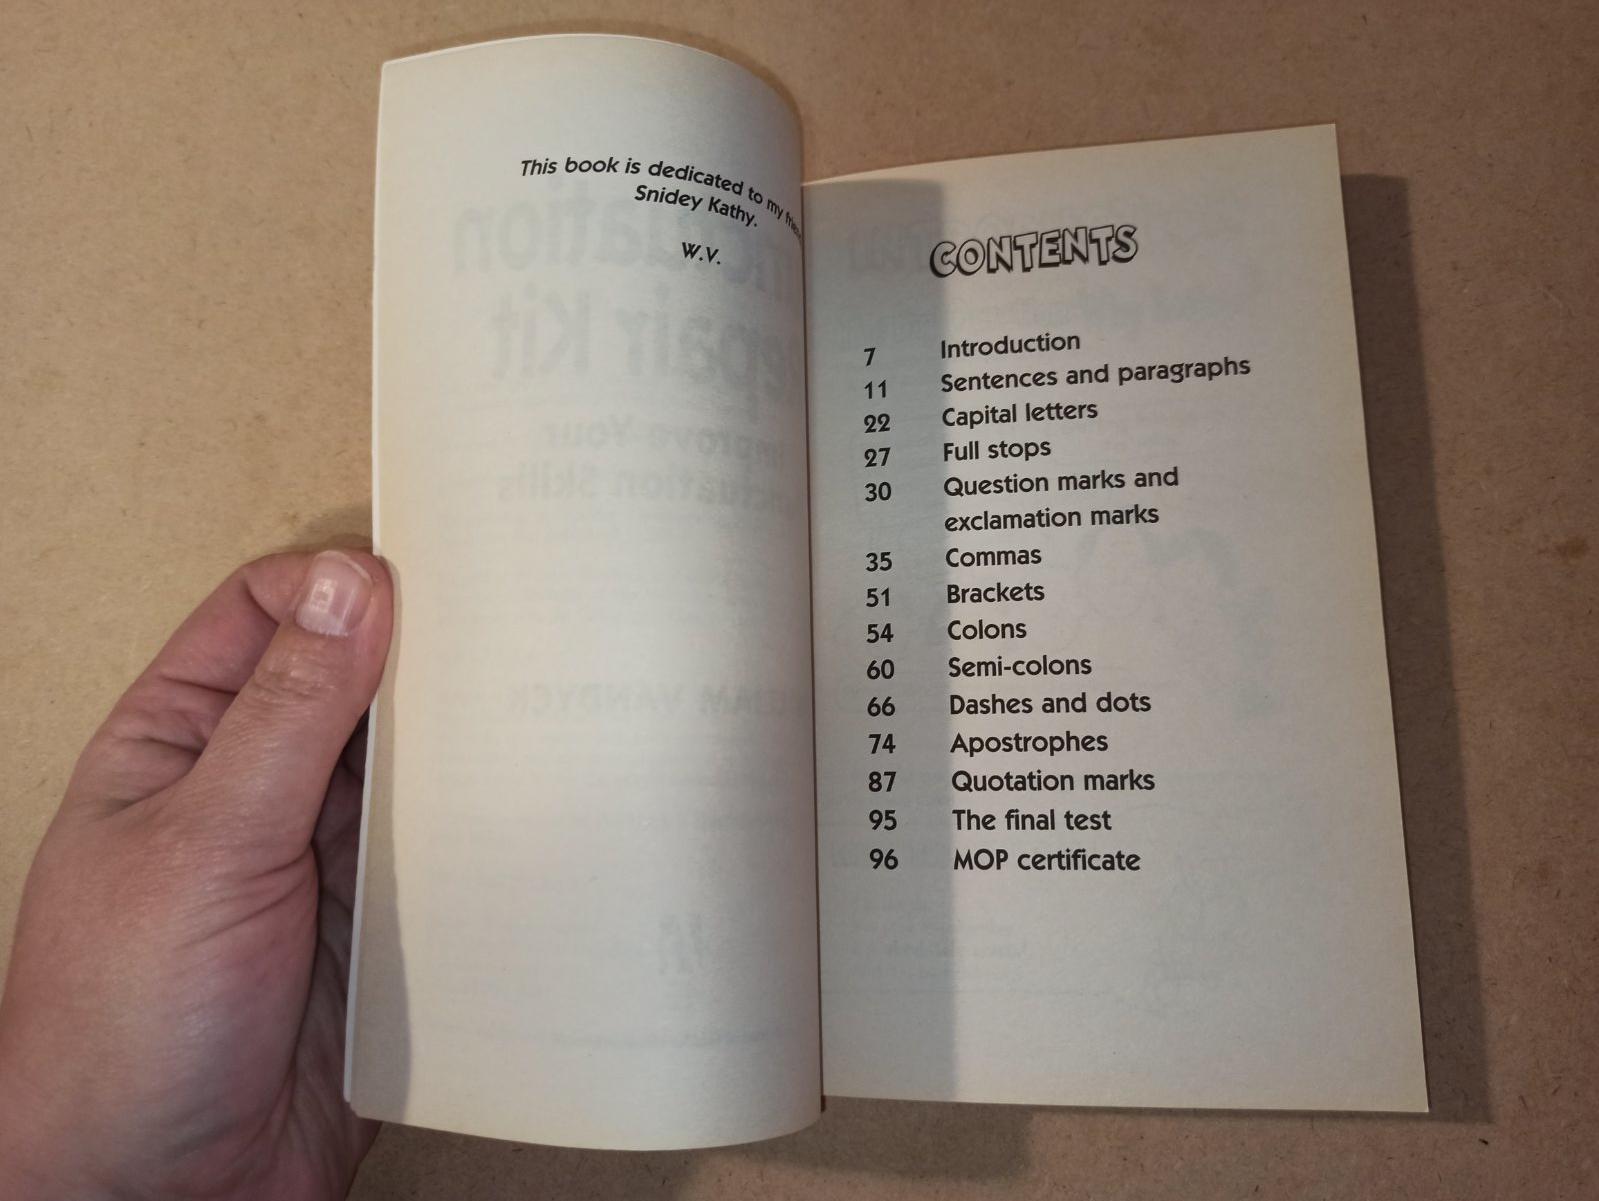 This book is dedicated to my friend
Snidey Kathy.
W.V.
CONTENTS
7 Introduction
11 Sentences and paragraphs
22 Capital letters
27 Full stops
30 Question marks and
exclamation marks
35 Commas
51 Brackets
54 Colons
60 Semi-colons
66 Dashes and dots
74 Apostrophes
87 Quotation marks
95 The final test
96 MOP certificate